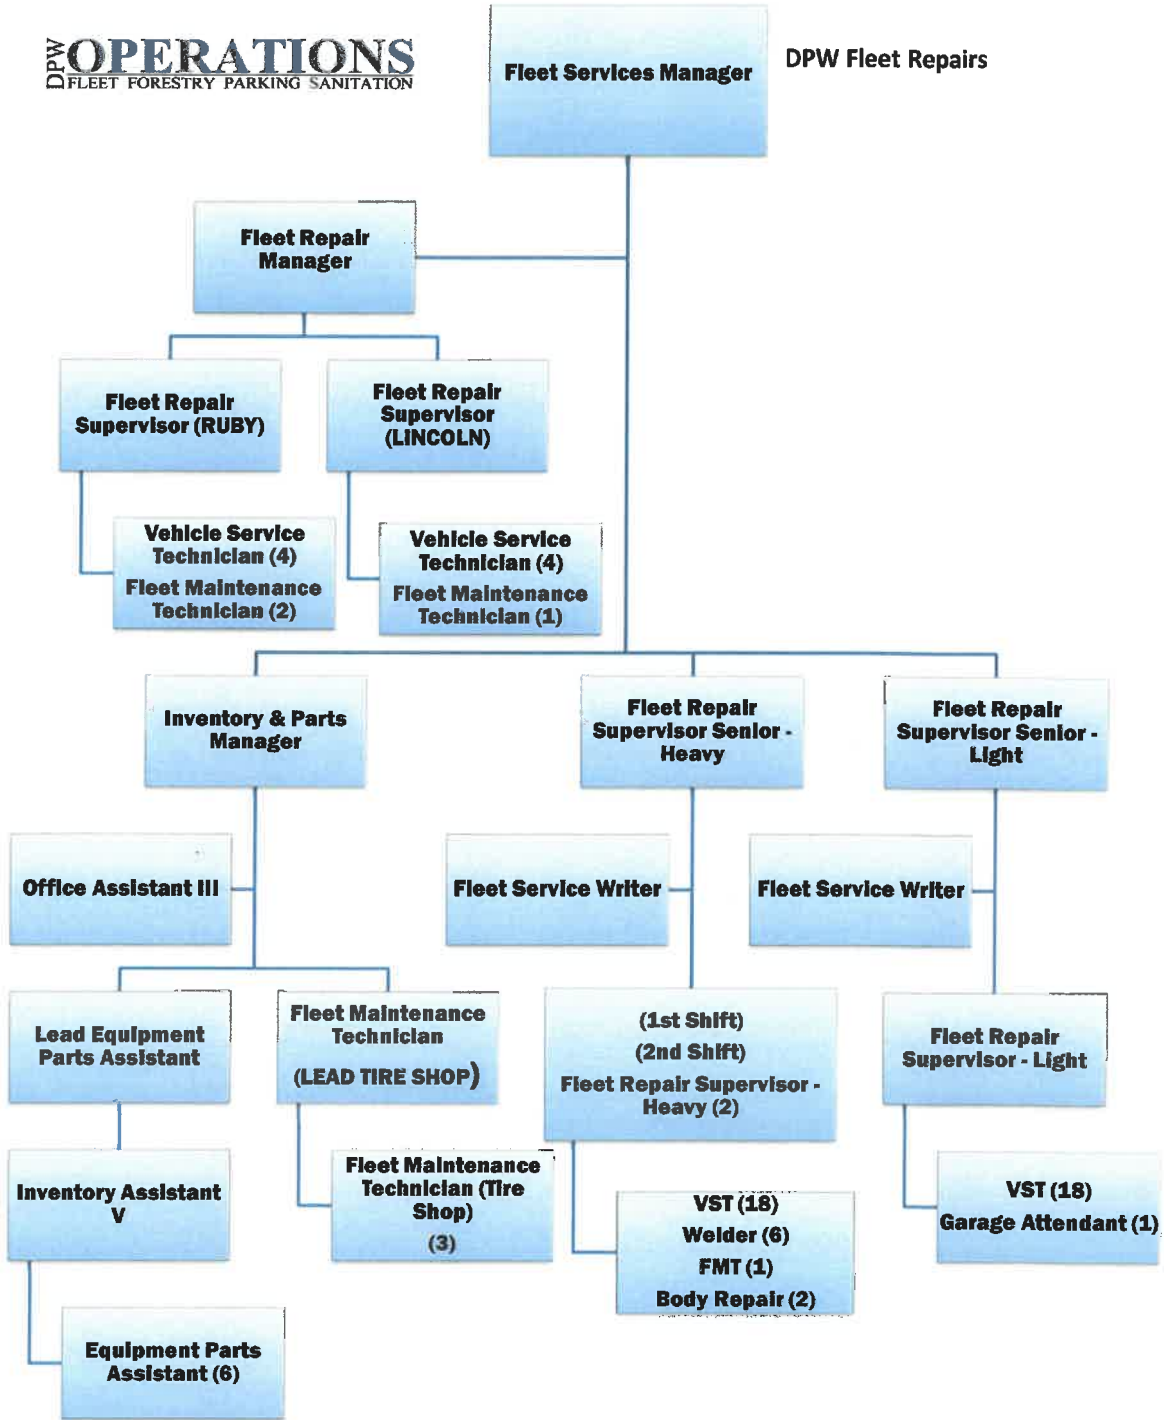 DPW OPERATIONS
FLEET FORESTRY PARKING SANITATION
Fleet Services Manager
DPW Fleet Repairs
Fleet Repair
Manager
Fleet Repair
Supervisor (RUBY)
Fleet Repair
Supervisor
(LINCOLN)
Vehicle Service
Technician (4)
Fleet Maintenance
Technician (2)
Vehicle Service
Technician (4)
Fleet Maintenance
Technician (1)
Inventory & Parts
Manager
Fleet Repair
Supervisor Senior -
Heavy
Fleet Repair
Supervisor Senior -
Light
Office Assistant III
Fleet Service Writer
Fleet Service Writer
Lead Equipment
Parts Assistant
Fleet Maintenance
Technician
(LEAD TIRE SHOP)
(1st Shift)
(2nd Shift)
Fleet Repair Supervisor -
Heavy (2)
Fleet Repair
Supervisor - Light
Inventory Assistant
V
Fleet Maintenance
Technician (Tire
Shop)
(3)
VST (18)
Welder (6)
FMT (1)
Body Repair (2)
VST (18)
Garage Attendant (1)
Equipment Parts
Assistant (6)